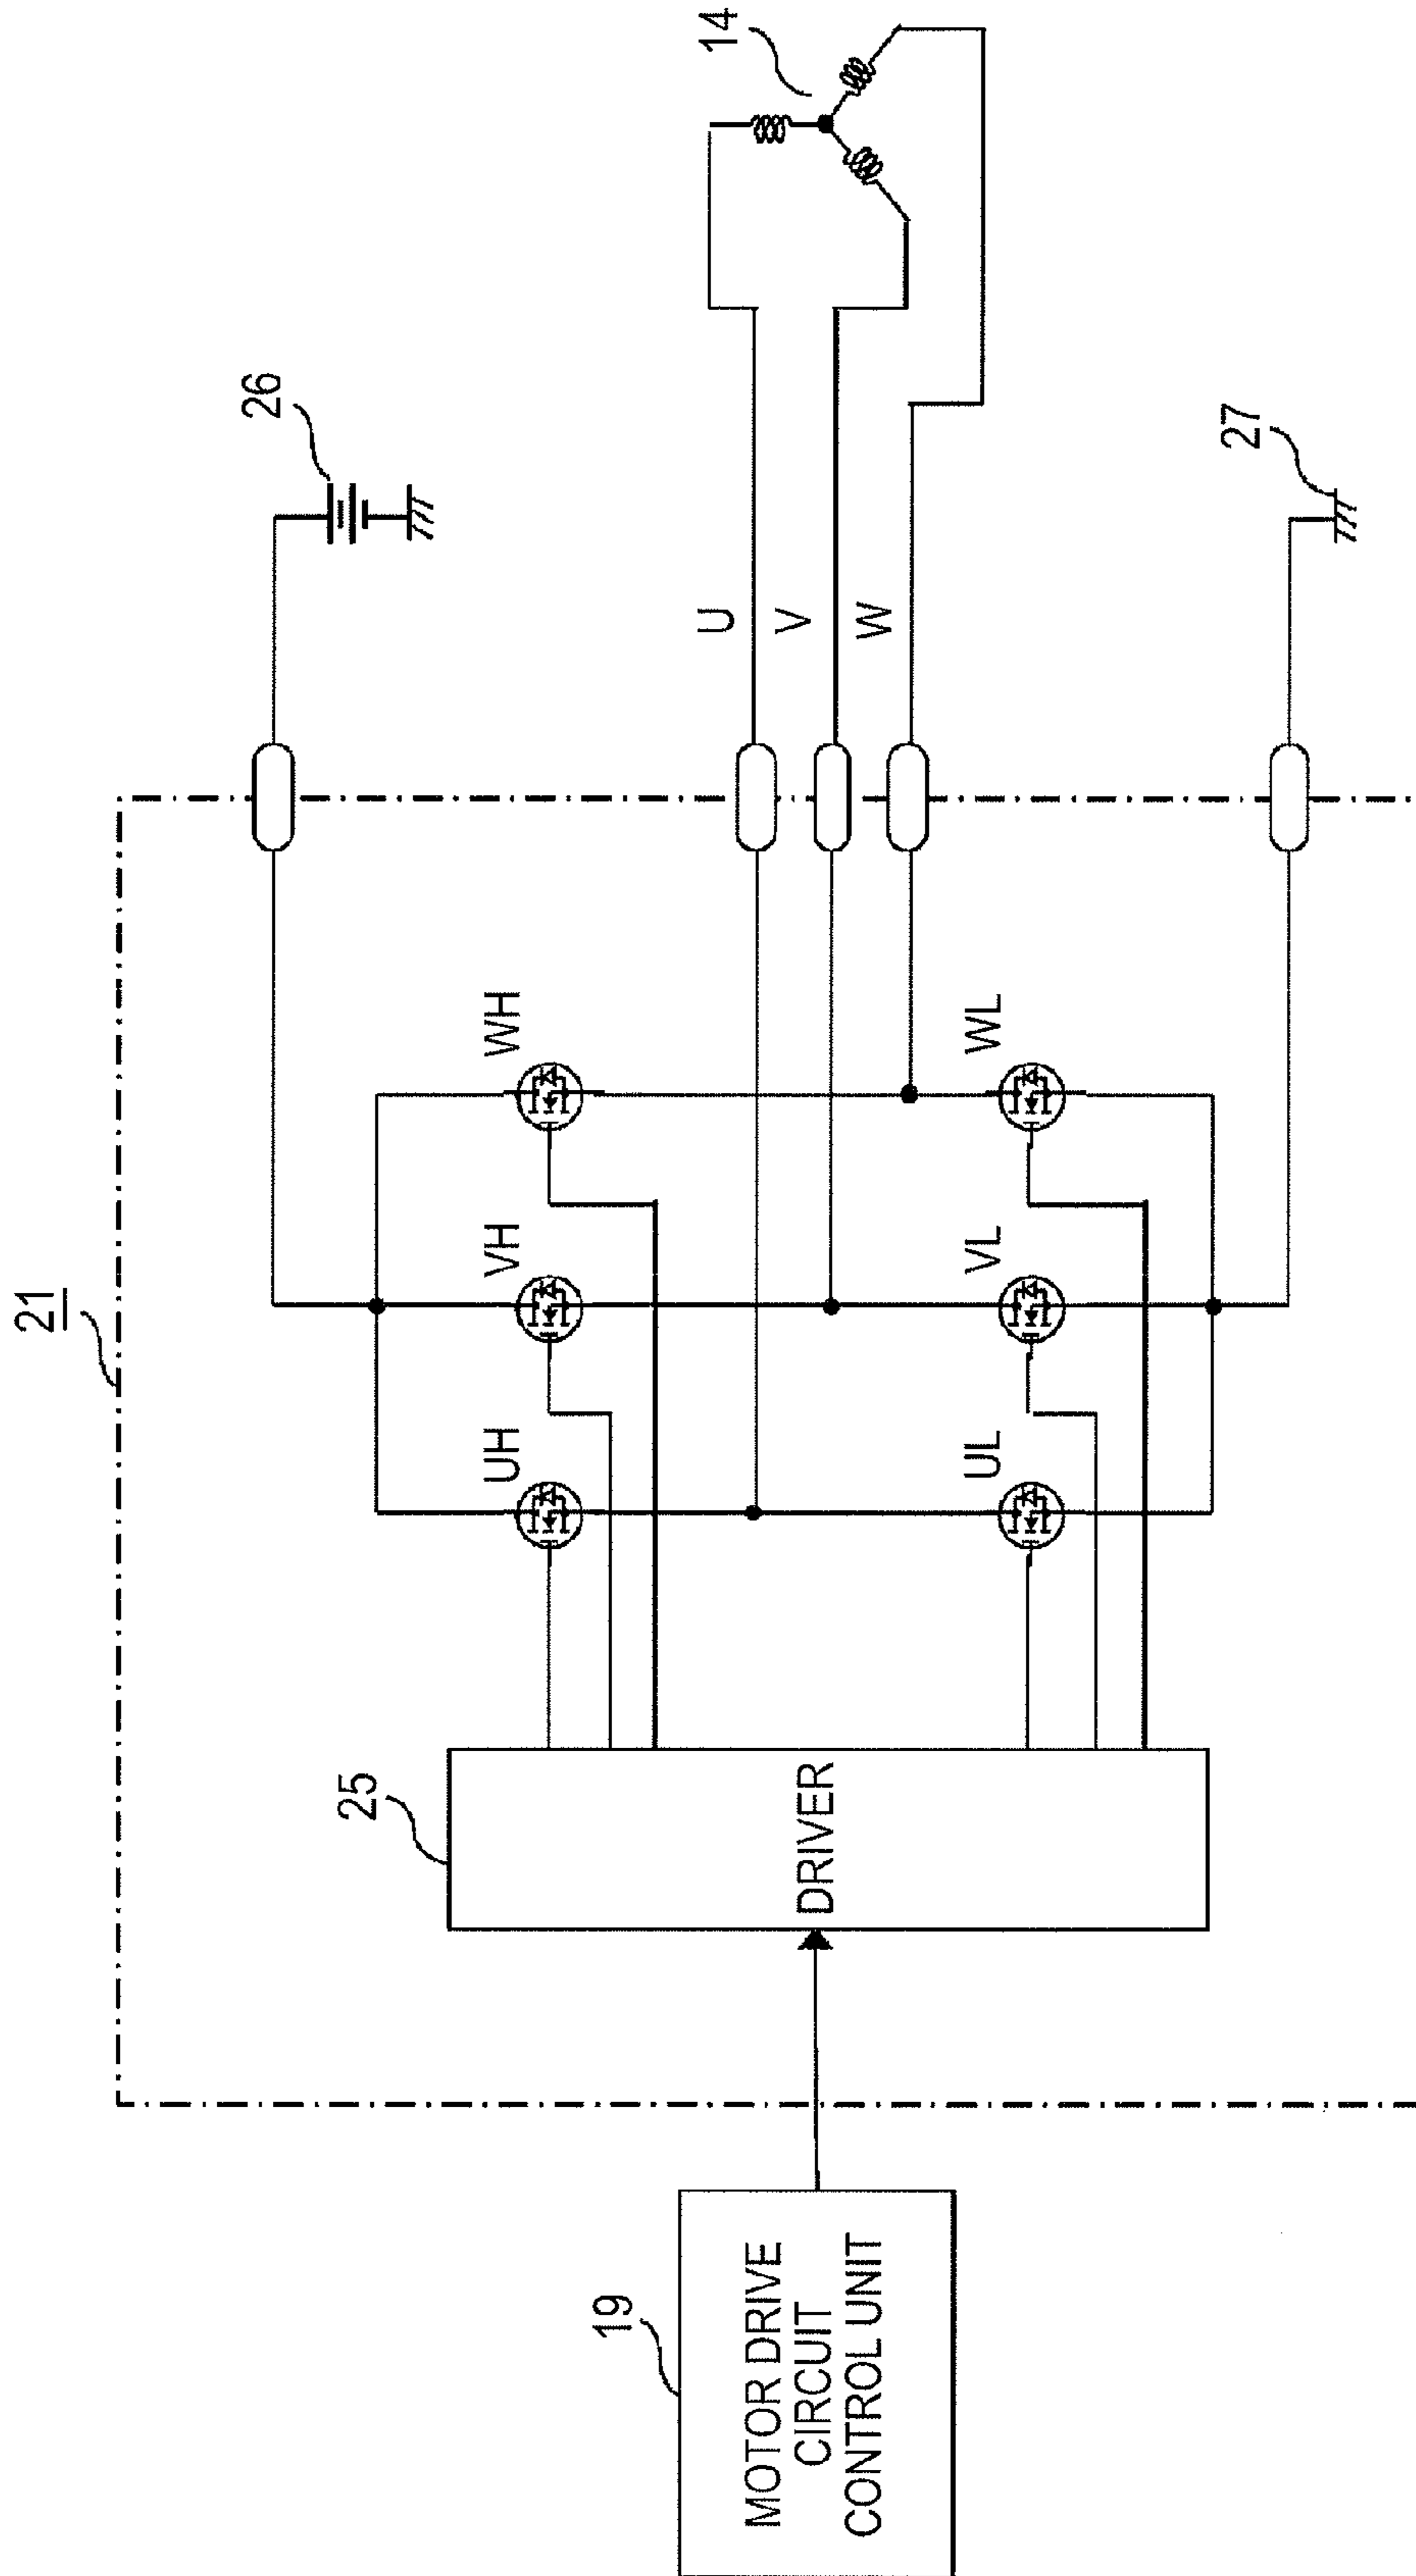 21
26
14
25
19
27
UH
VH
WH
U
V
W
UL
VL
WL
DRIVER
MOTOR DRIVE
CIRCUIT
CONTROL UNIT